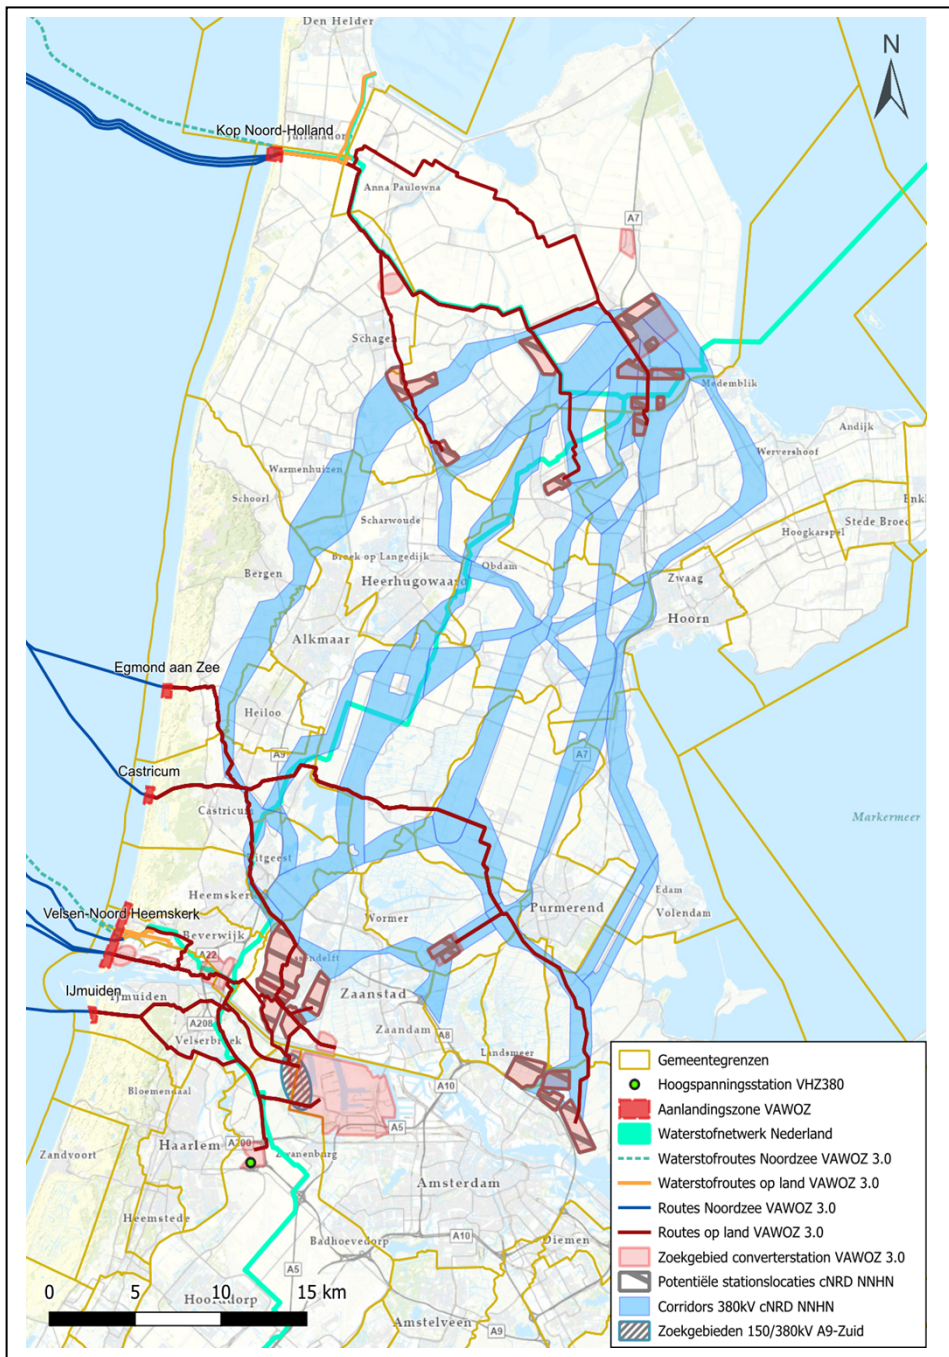 Den Helder
N
Kop Noord-Holland
Julianadorp
Anna Paulowna
A7
Schagen
Medemblik
Andijk
Wervershoof
Warmenhuizen
Schoorl
Enk
Stede Broec
Hoogkarspel
Scharwoude
Broek op Langedijk
Obdam
Bergen
Heerhugowaard
Zwaag
Hoorn
Alkmaar
Egmond aan Zee
Heiloo
A9
A7
Castricum
Castricum
Markermeer
Uitgeest
Heemskerk
Edam
Volendam
Purmerend
Wormer
Velsen-Noord Heemskerk
Beverwijk
A22
Assendelft
Zaanstad
IJmuiden
IJmuiden
A208
Velserbroek
Zaandam
A8
Landsmeer
Bloemendaal
A10
A5
Haarlem
A200
Zwanenburg
Zandvoort
Amsterdam
Heemstede
Badhoevedorp
A10
Diemen
A5
Hoofddorp
Amstelveen
A9
0 5 10 15 km
Gemeentegrenzen
Hoogspanningsstation VHZ380
Aanlandingszone VAWOZ
Waterstofnetwerk Nederland
Waterstofroutes Noordzee VAWOZ 3.0
Waterstofroutes op land VAWOZ 3.0
Routes Noordzee VAWOZ 3.0
Routes op land VAWOZ 3.0
Zoekgebied converterstation VAWOZ 3.0
Potentiële stationslocaties cNRD NNHN
Corridors 380kV cNRD NNHN
Zoekgebieden 150/380kV A9-Zuid